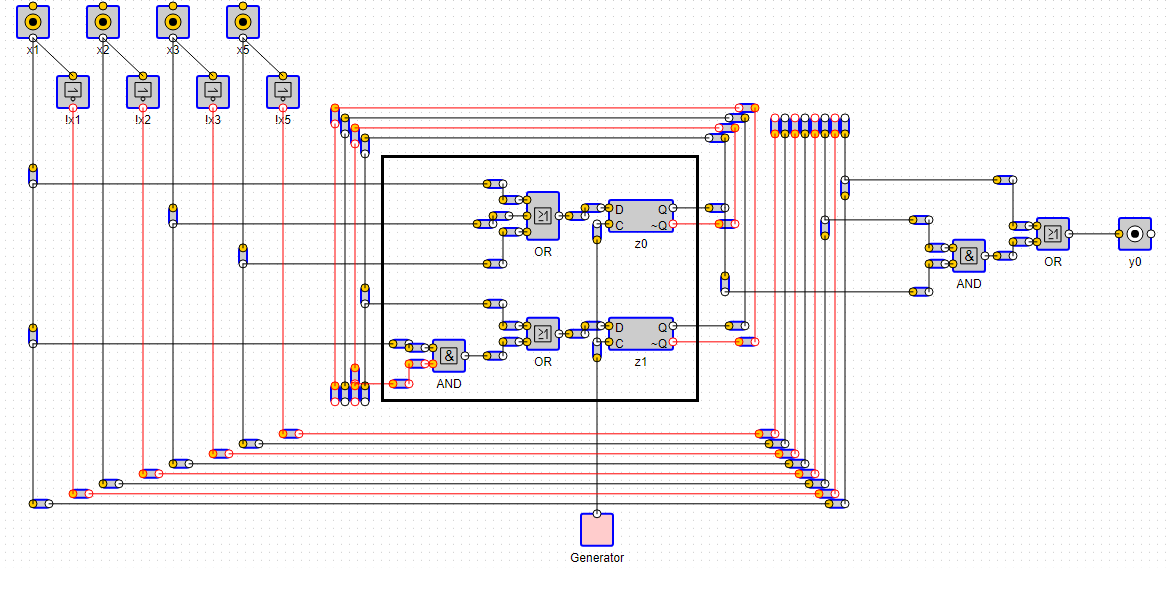 x1 x2 x3 x5
!x1 !x2 !x3 !x5
≥1 D Q
C ~Q
OR z0
≥1 OR y0
& AND
≥1 D Q
& C ~Q
OR z1
AND
Generator